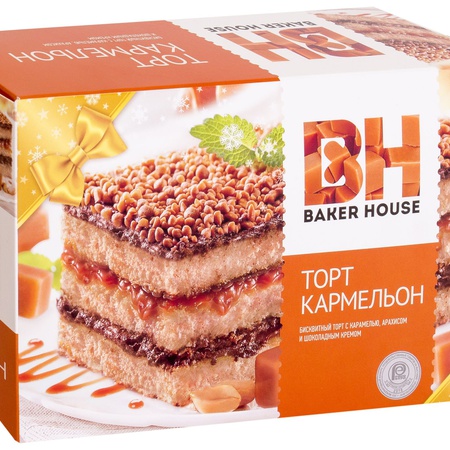 ТОРТ
КАРМЕЛЬОН
BH
BAKER HOUSE
BH
BAKER HOUSE
ТОРТ
КАРМЕЛЬОН
БИСКВИТНЫЙ ТОРТ С КАРАМЕЛЬЮ, АРАХИСОМ
И ШОКОЛАДНЫМ КРЕМОМ